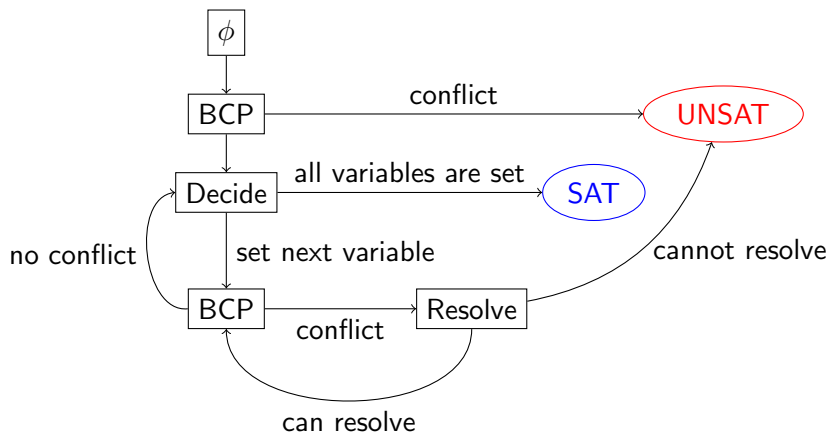 ϕ
conflict
BCP
UNSAT
all variables are set
Decide
SAT
no conflict
set next variable
cannot resolve
BCP
Resolve
conflict
can resolve